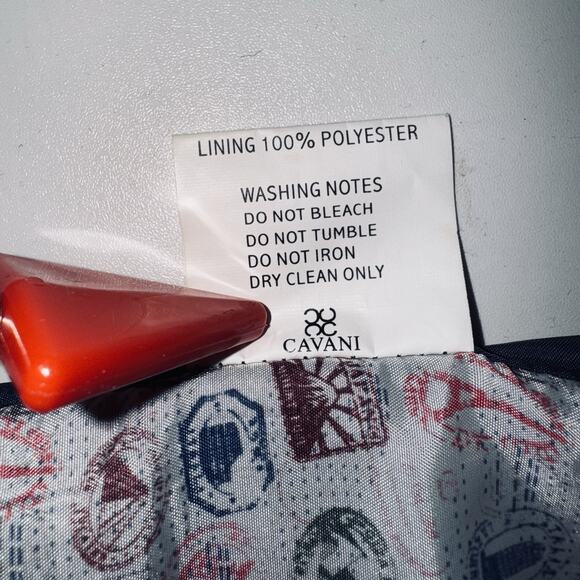 LINING 100% POLYESTER
WASHING NOTES
DO NOT BLEACH
DO NOT TUMBLE
DO NOT IRON
DRY CLEAN ONLY
CAVANI